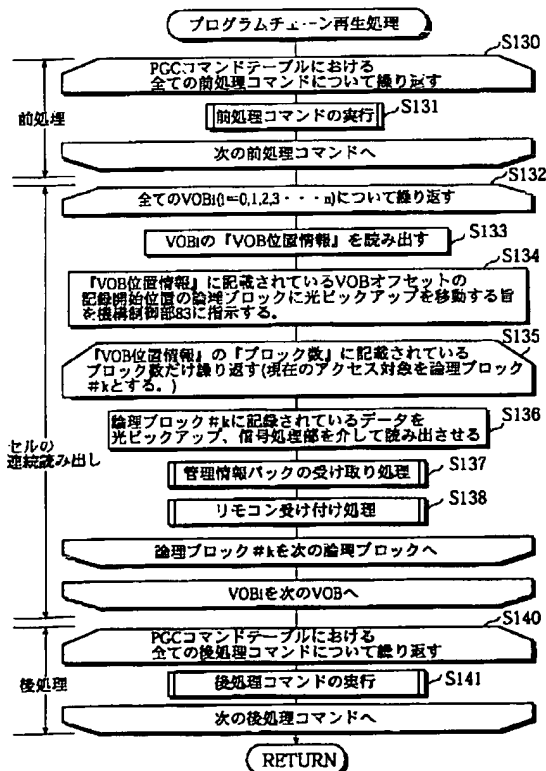 プログラムチェーン再生処理
S130
PGCコマンドテーブルにおける
全ての前処理コマンドについて繰り返す
前処理
前処理コマンドの実行
S131
次の前処理コマンドへ
S132
全てのVOBi(i=0,1,2,3・・・n)について繰り返す
VOBiの『VOB位置情報』を読み出す
S133
S134
『VOB位置情報』に記載されているVOBオフセットの
記録開始位置の論理ブロックに光ピックアップを移動する旨
を機構制御部83に指示する。
S135
『VOB位置情報』の『ブロック数』に記載されている
ブロック数だけ繰り返す(現在のアクセス対象を論理ブロック
#kとする。)
S136
論理ブロック#kに記録されているデータを
光ピックアップ、信号処理部を介して読み出させる
セルの
連続読み出し
S137
管理情報パックの受け取り処理
S138
リモコン受け付け処理
論理ブロック#kを次の論理ブロックへ
VOBiを次のVOBへ
S140
PGCコマンドテーブルにおける
全ての後処理コマンドについて繰り返す
後処理
後処理コマンドの実行
S141
次の後処理コマンドへ
RETURN